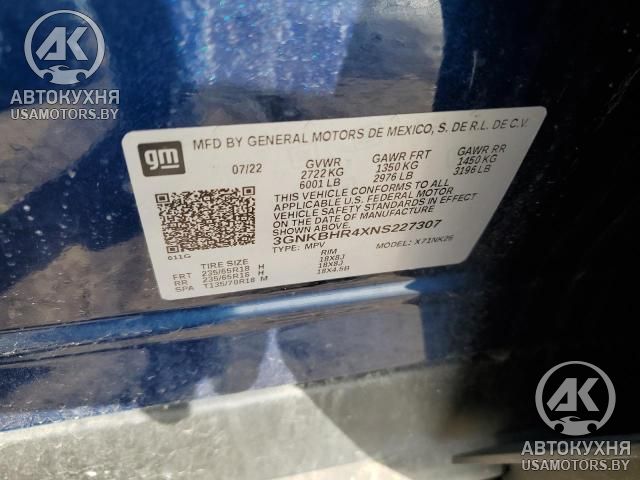 AK
АВТОКУХНЯ
USAMOTORS.BY
gm
MFD BY GENERAL MOTORS DE MEXICO, S. DE R.L. DE C.V.
07/22 GVWR GAWR FRT GAWR RR
2722 KG 1350 KG 1450 KG
6001 LB 2976 LB 3196 LB
THIS VEHICLE CONFORMS TO ALL
APPLICABLE U.S. FEDERAL MOTOR
VEHICLE SAFETY STANDARDS IN EFFECT
ON THE DATE OF MANUFACTURE
SHOWN ABOVE.
3GNKBHR4XNS227307
TYPE: MPV MODEL: X71NK26
611G
TIRE SIZE RIM
FRT 235/65R18 H 18X8J
RR 235/65R18 H 18X8J
SPA T135/70R18 M 18X4.5B
AK
АВТОКУХНЯ
USAMOTORS.BY